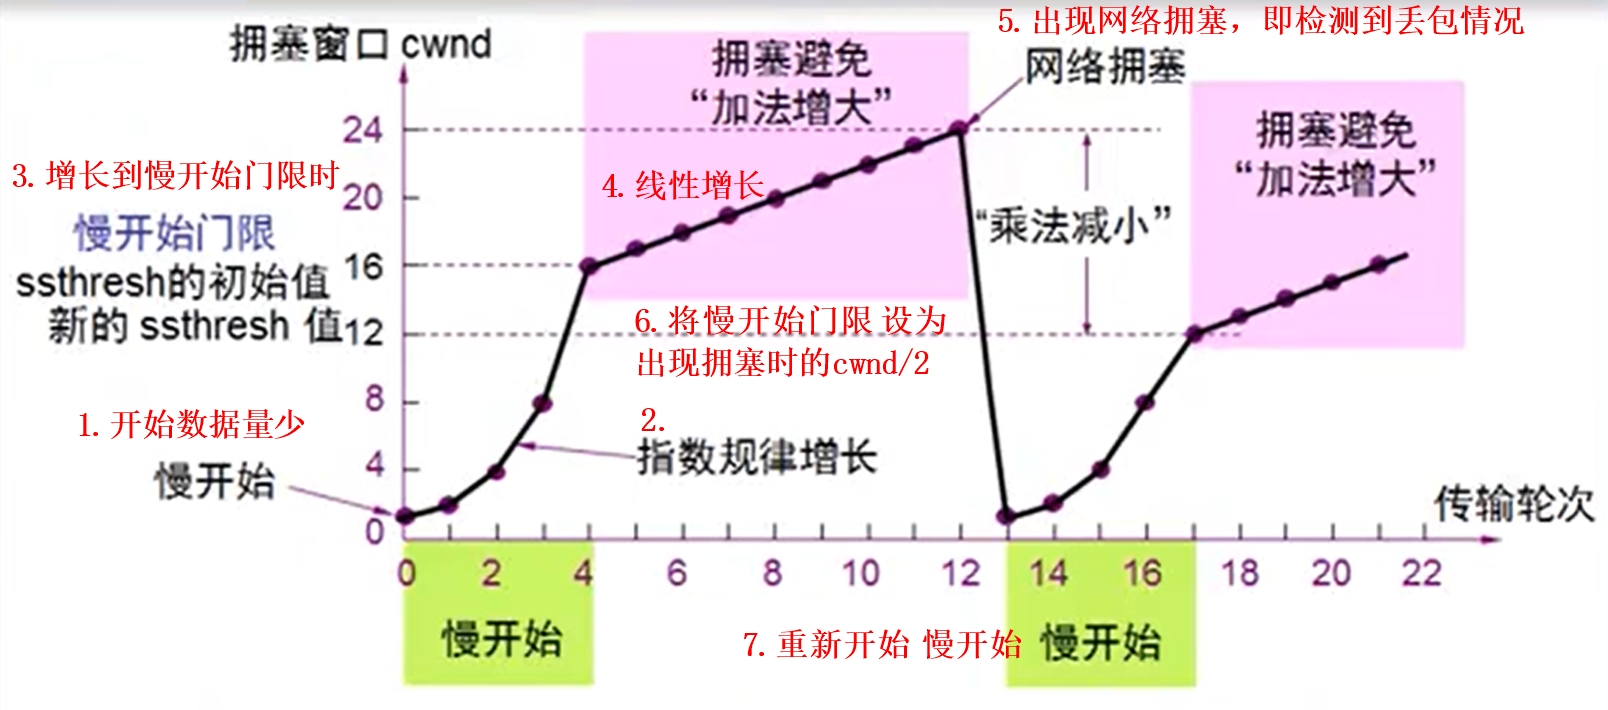 5. 出现网络拥塞，即检测到丢包情况
拥塞窗口 cwnd
拥塞避免
“加法增大”
网络拥塞
24
拥塞避免
“加法增大”
3. 增长到慢开始门限时
4. 线性增长
20
慢开始门限
“乘法减小”
ssthresh的初始值
16
新的 ssthresh 值
12
6. 将慢开始门限 设为
出现拥塞时的cwnd/2
8
1. 开始数据量少
2.
指数规律增长
4
慢开始
0
传输轮次
0 2 4 6 8 10 12 14 16 18 20 22
慢开始
7. 重新开始 慢开始
慢开始